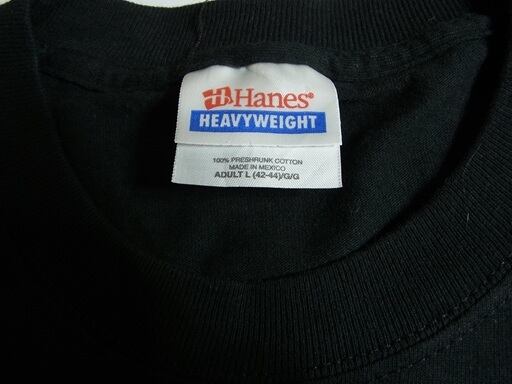 Hanes®
HEAVYWEIGHT
100% PRESHRUNK COTTON
MADE IN MEXICO
ADULT L (42-44)/G/G